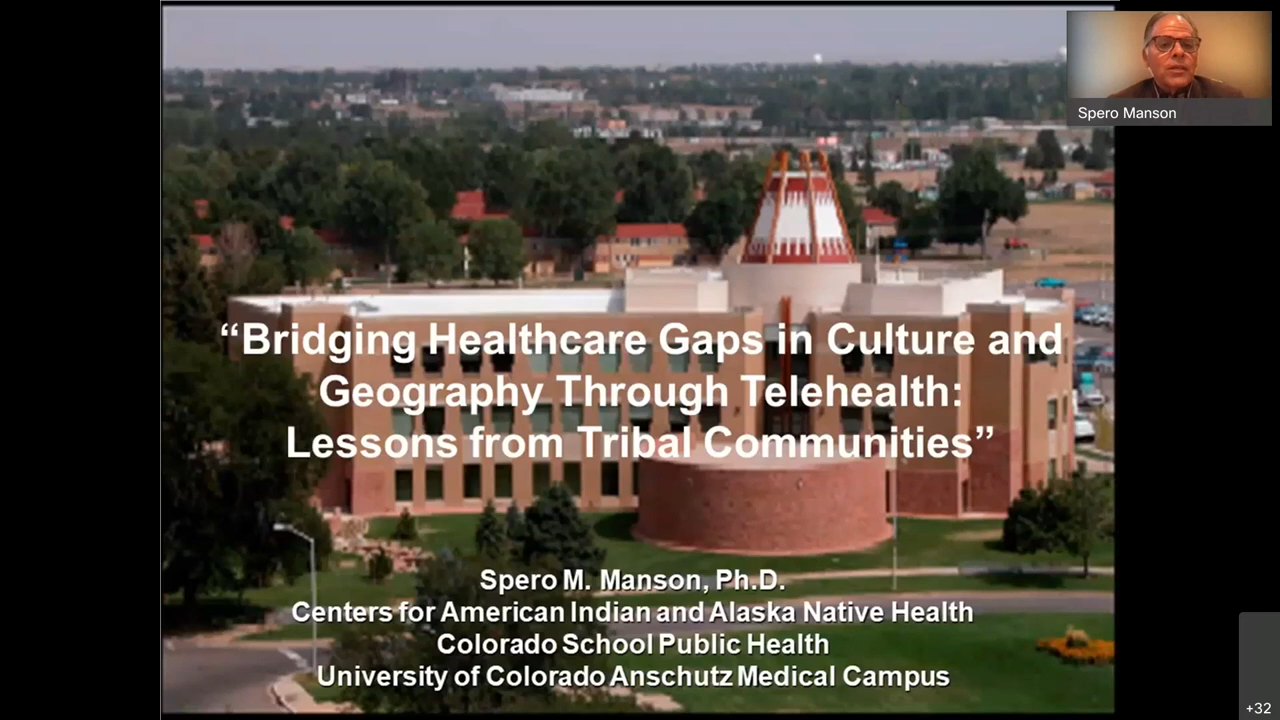 Spero Manson
“Bridging Healthcare Gaps in Culture and
Geography Through Telehealth:
Lessons from Tribal Communities”
Spero M. Manson, Ph.D.
Centers for American Indian and Alaska Native Health
Colorado School Public Health
University of Colorado Anschutz Medical Campus
+32